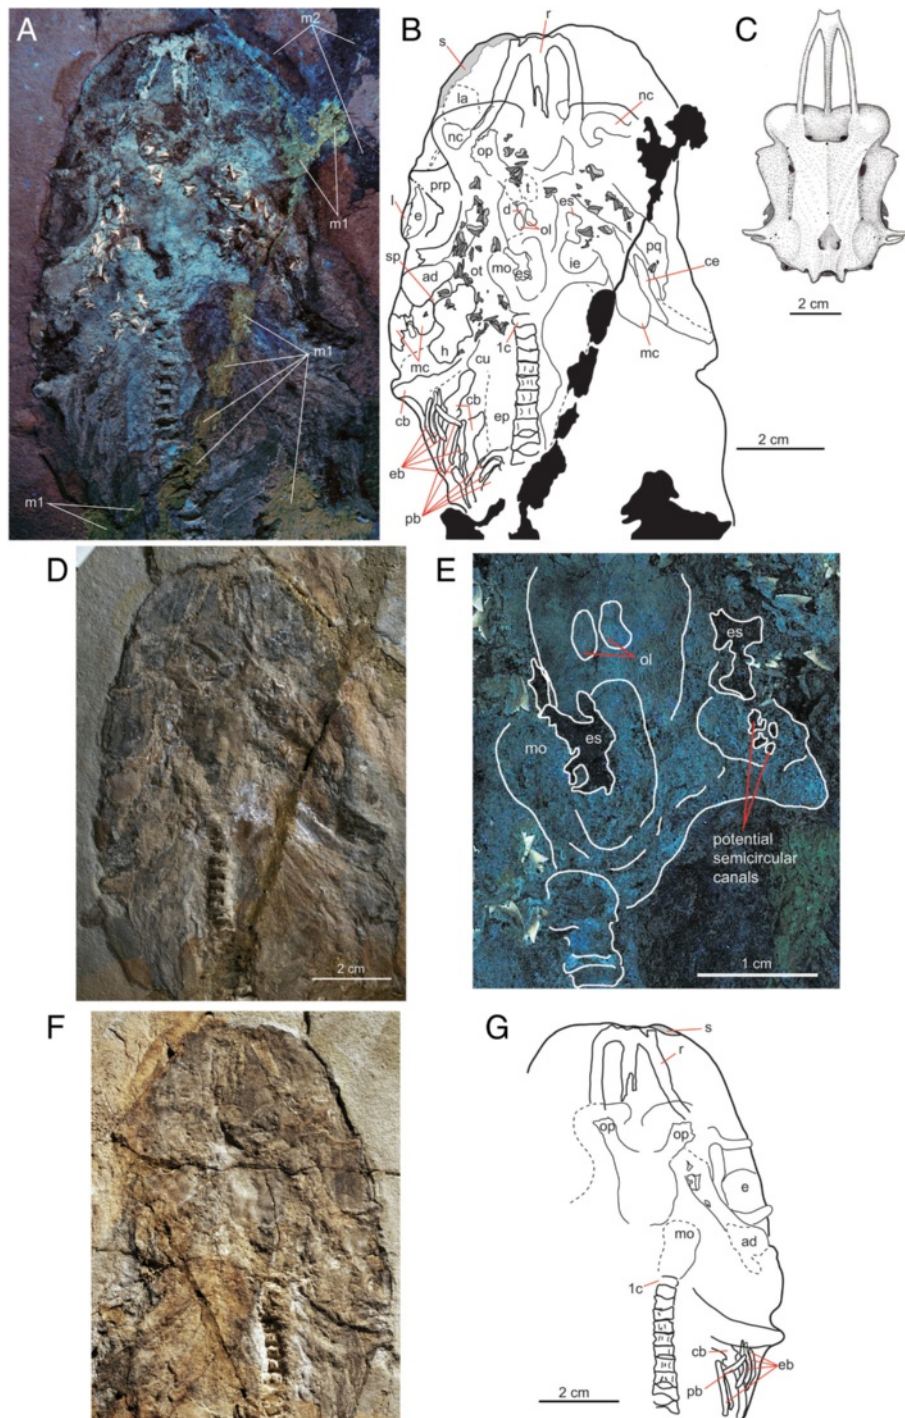 A
m2
m1
m1
m1
B
r
s
la
nc
nc
op
t
prp
l
e
d
es
ol
pq
sp
ad
ot
mo
es
ie
ce
1c
mc
h
cu
mc
cb
cb
ep
eb
pb
2 cm
C
2 cm
D
2 cm
E
es
ol
mo
es
potential
semicircular
canals
1 cm
F
G
s
r
op
op
e
mo
ad
1c
cb
eb
pb
2 cm